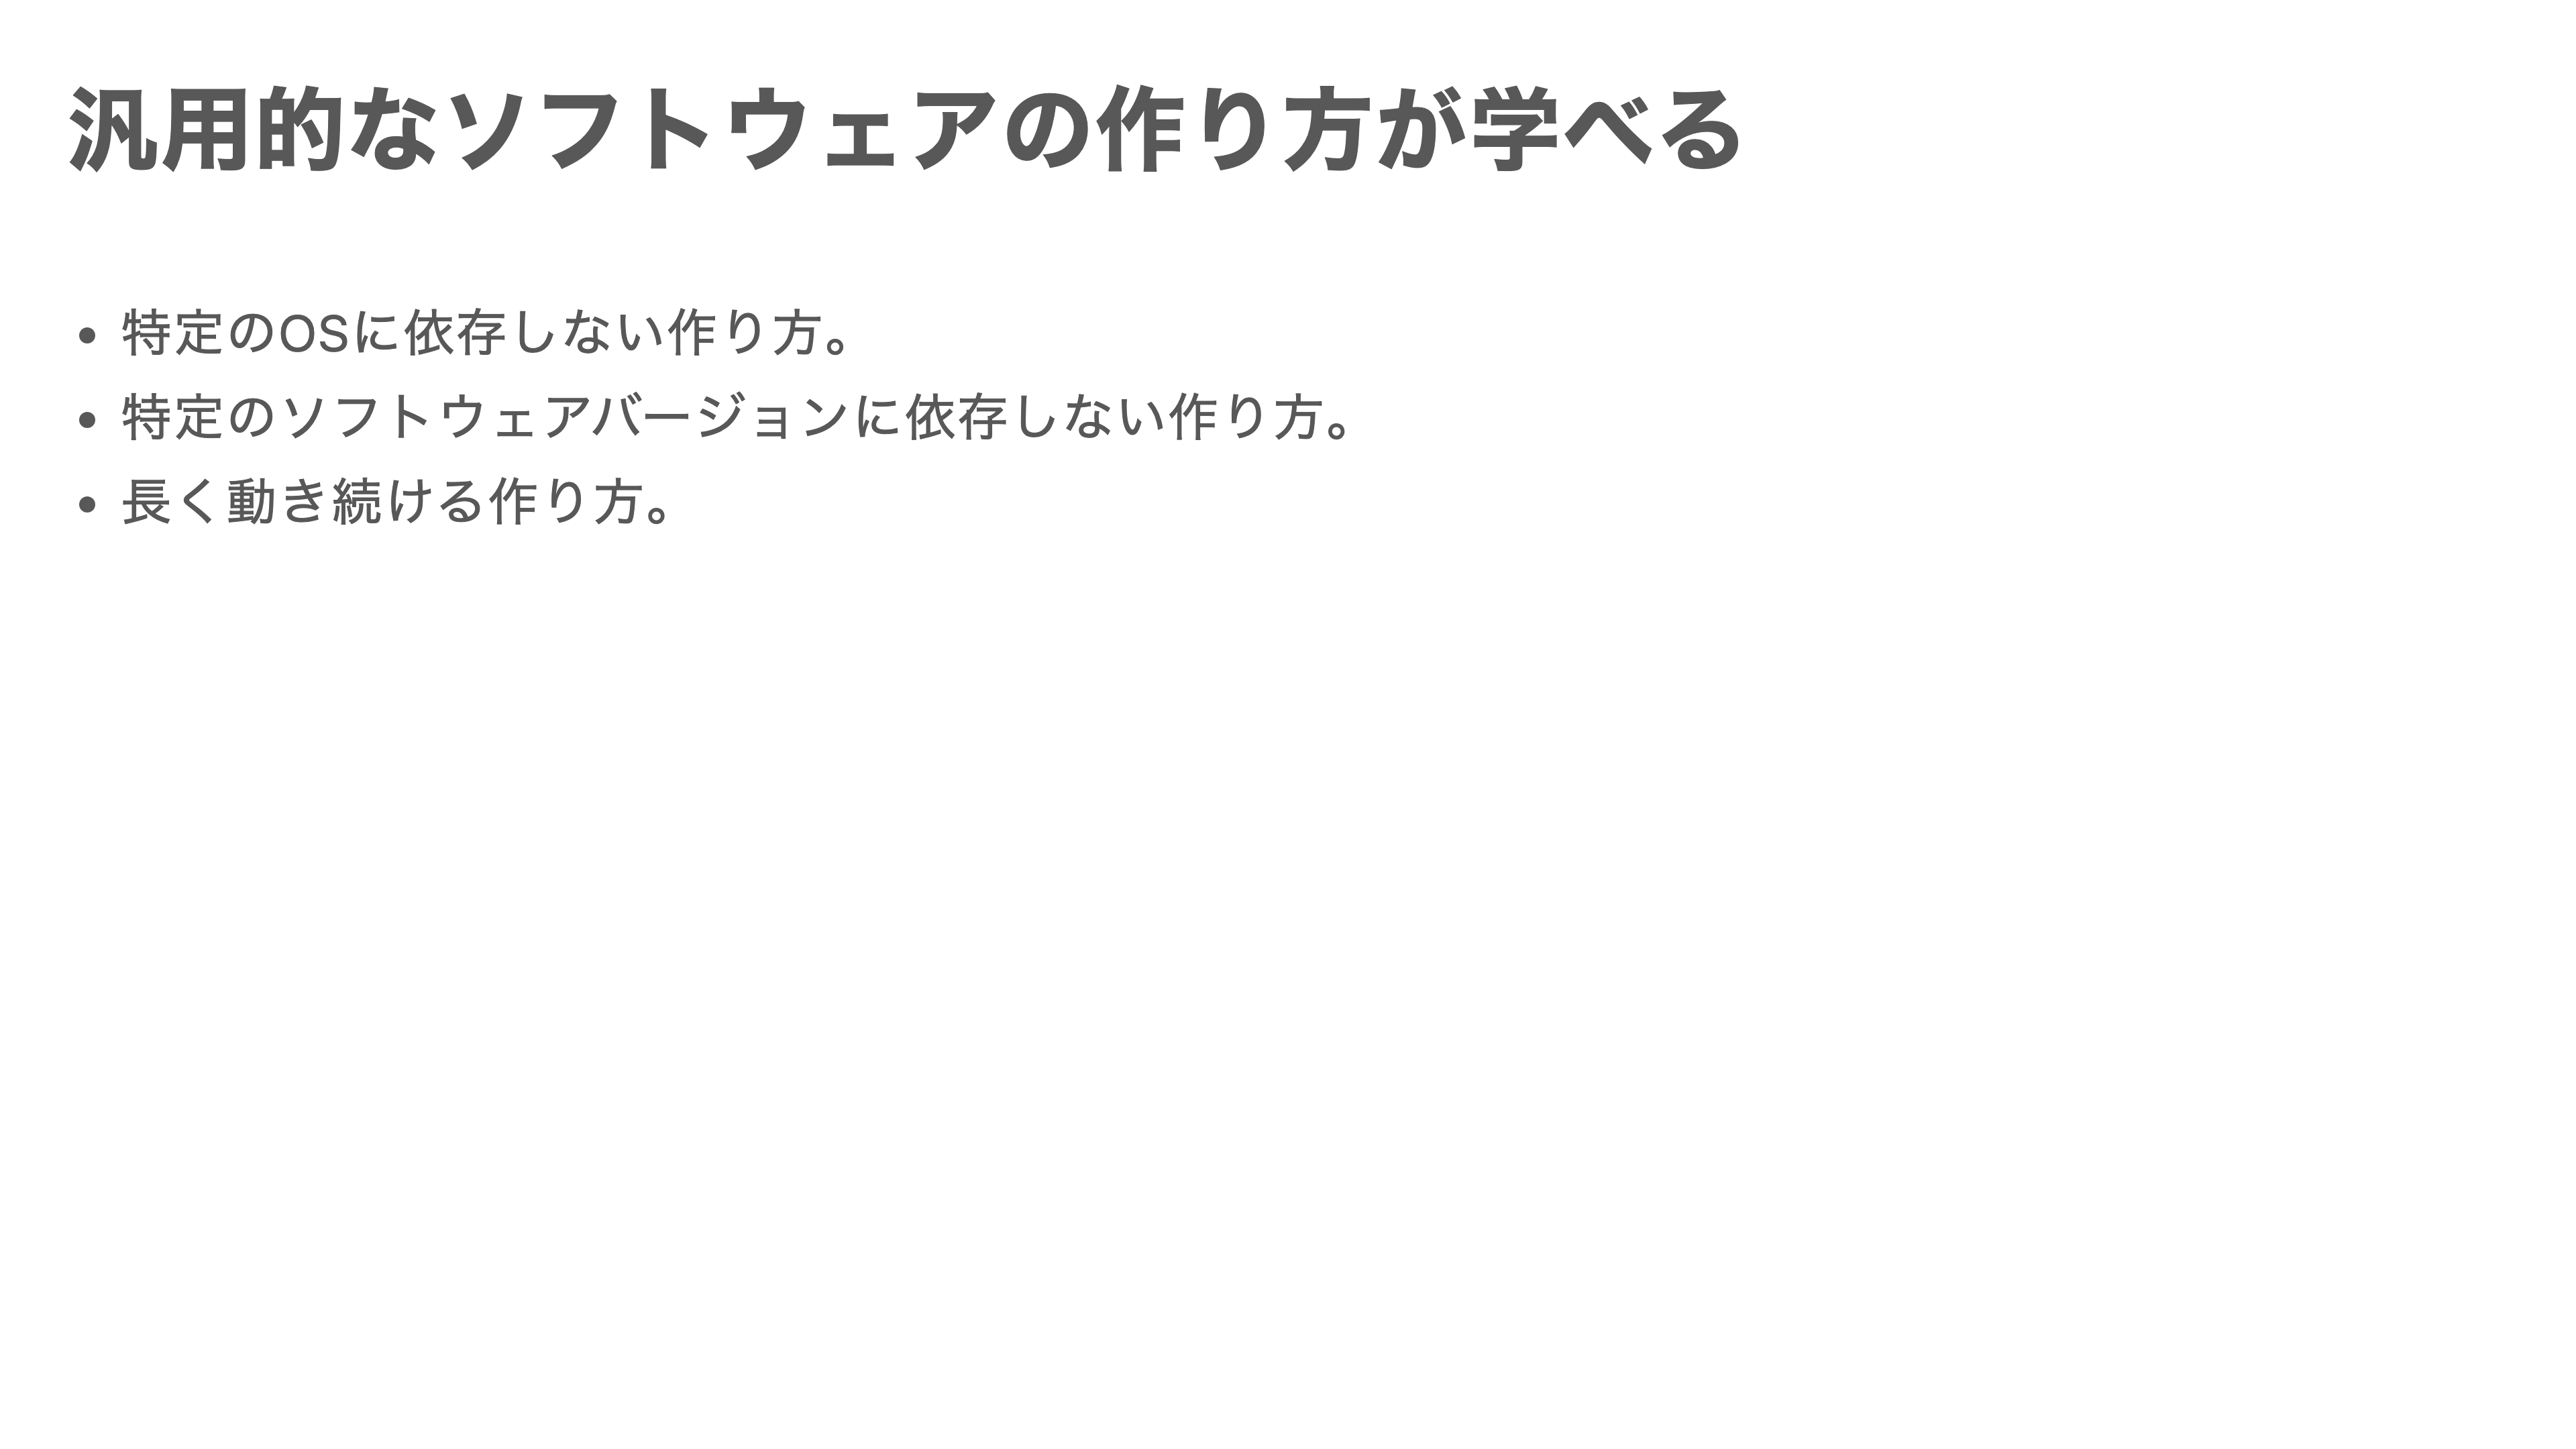 汎用的なソフトウェアの作り方が学べる
• 特定のOSに依存しない作り方。
• 特定のソフトウェアバージョンに依存しない作り方。
• 長く動き続ける作り方。